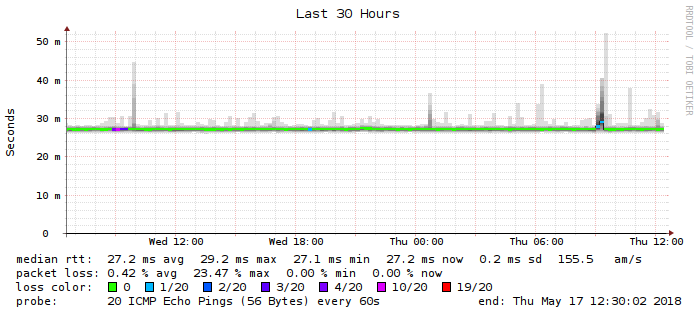 Last 30 Hours
RRDTOOL / TOBI OETIKER
Seconds
50 m
40 m
30 m
20 m
10 m
0
Wed 12:00 Wed 18:00 Thu 00:00 Thu 06:00 Thu 12:00
median rtt: 27.2 ms avg 29.2 ms max 27.1 ms min 27.2 ms now 0.2 ms sd 155.5 am/s
packet loss: 0.42 % avg 23.47 % max 0.00 % min 0.00 % now
loss color: 0 1/20 2/20 3/20 4/20 10/20 19/20
probe: 20 ICMP Echo Pings (56 Bytes) every 60s end: Thu May 17 12:30:02 2018